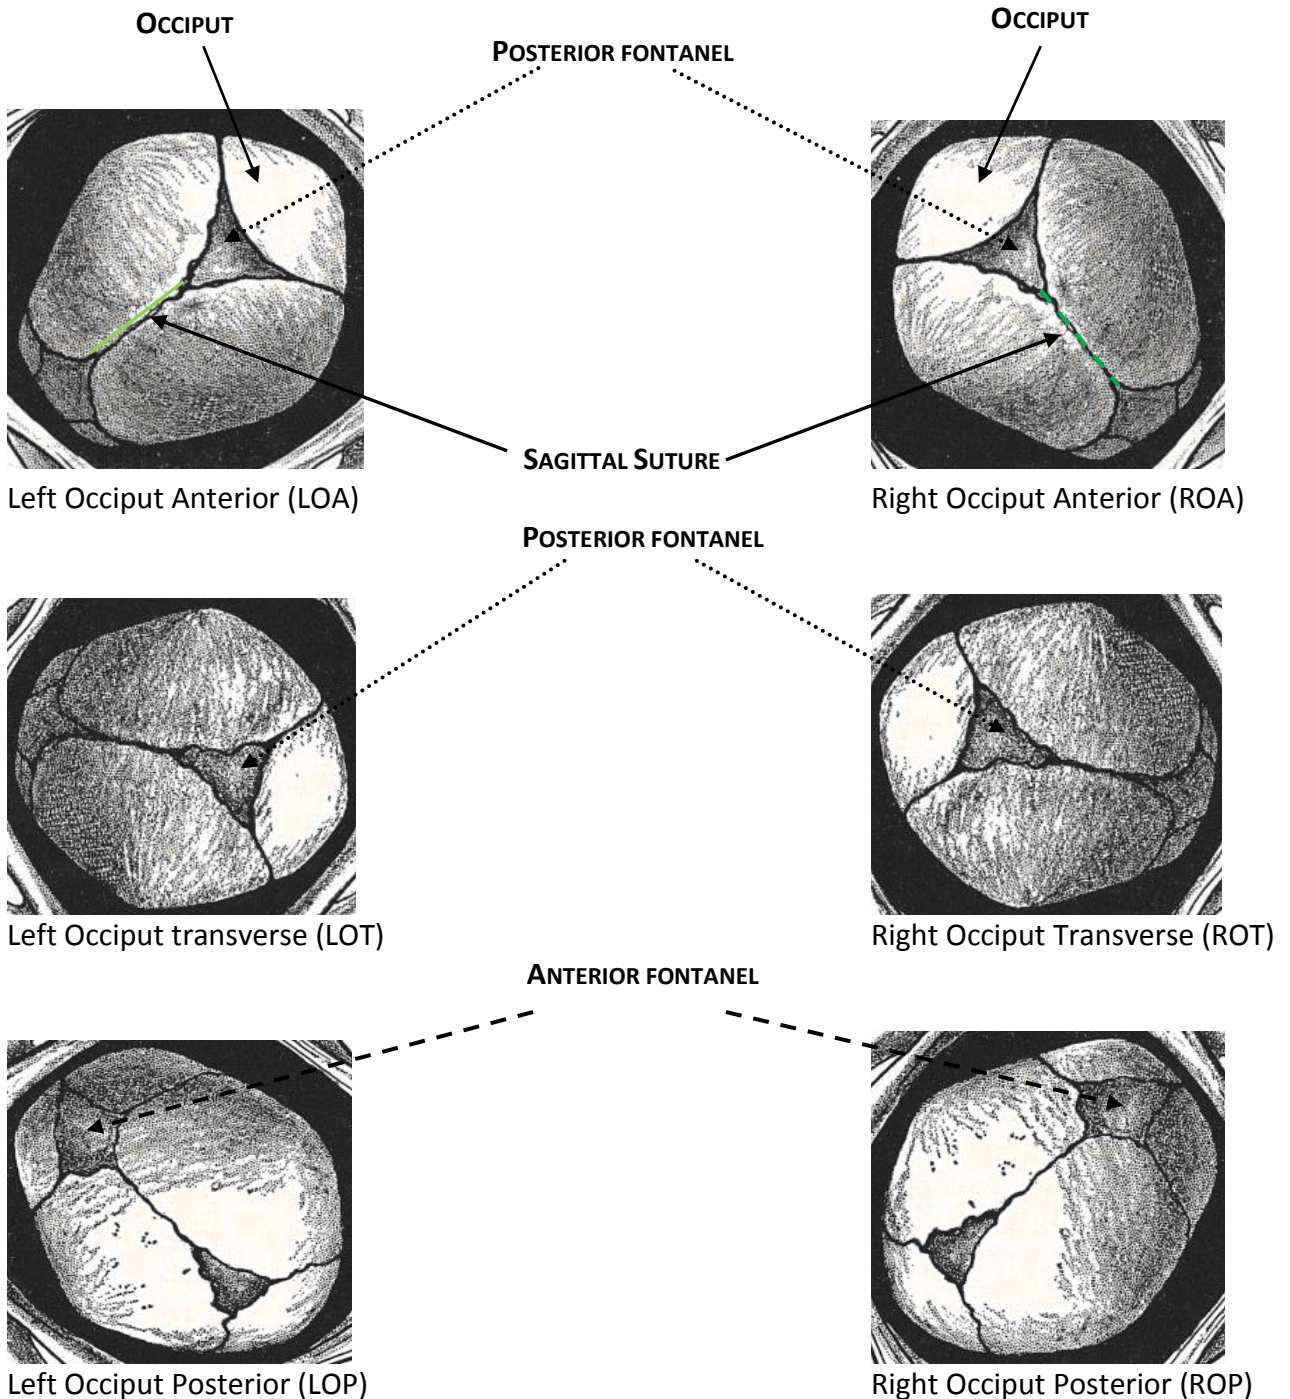 OCCIPUT
OCCIPUT
POSTERIOR FONTANEL
SAGITTAL SUTURE
Left Occiput Anterior (LOA)
Right Occiput Anterior (ROA)
POSTERIOR FONTANEL
Left Occiput transverse (LOT)
Right Occiput Transverse (ROT)
ANTERIOR FONTANEL
Left Occiput Posterior (LOP)
Right Occiput Posterior (ROP)